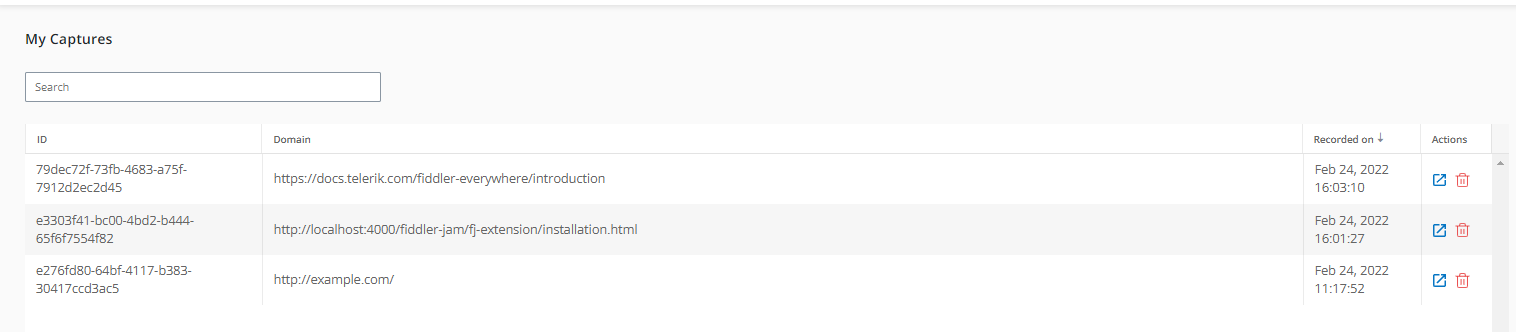 My Captures
Search
ID Domain Recorded on Actions
79dec72f-73fb-4683-a75f-
7912d2ec2d45
https://docs.telerik.com/fiddler-everywhere/introduction
Feb 24, 2022
16:03:10
e3303f41-bc00-4bd2-b444-
65f6f7554f82
http://localhost:4000/fiddler-jam/fj-extension/installation.html
Feb 24, 2022
16:01:27
e276fd80-64bf-4117-b383-
30417ccd3ac5
http://example.com/
Feb 24, 2022
11:17:52